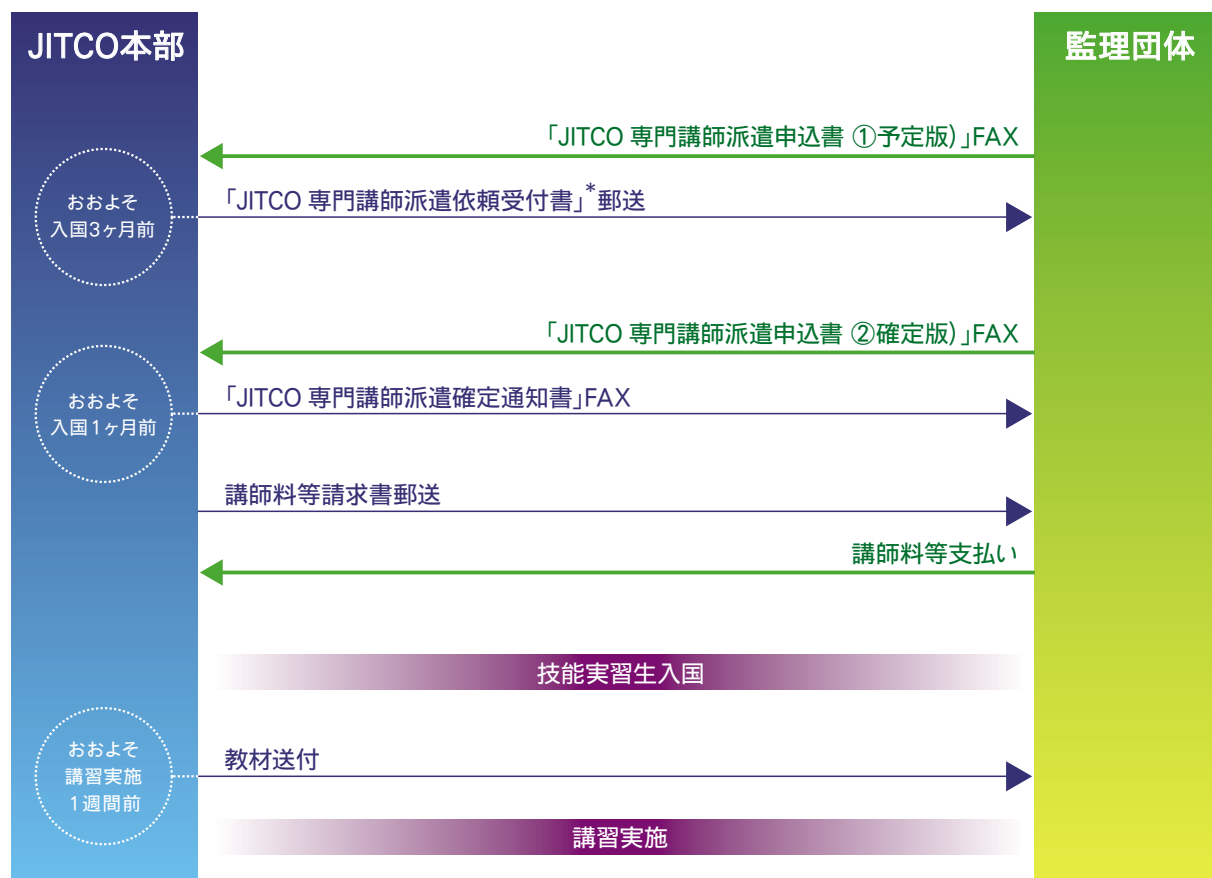 JITCO本部
監理団体
「JITCO 専門講師派遣申込書 ①予定版)」FAX
おおよそ
入国3ヶ月前
「JITCO 専門講師派遣依頼受付書」*郵送
「JITCO 専門講師派遣申込書 ②確定版)」FAX
おおよそ
入国1ヶ月前
「JITCO 専門講師派遣確定通知書」FAX
講師料等請求書郵送
講師料等支払い
技能実習生入国
おおよそ
講習実施
1週間前
教材送付
講習実施